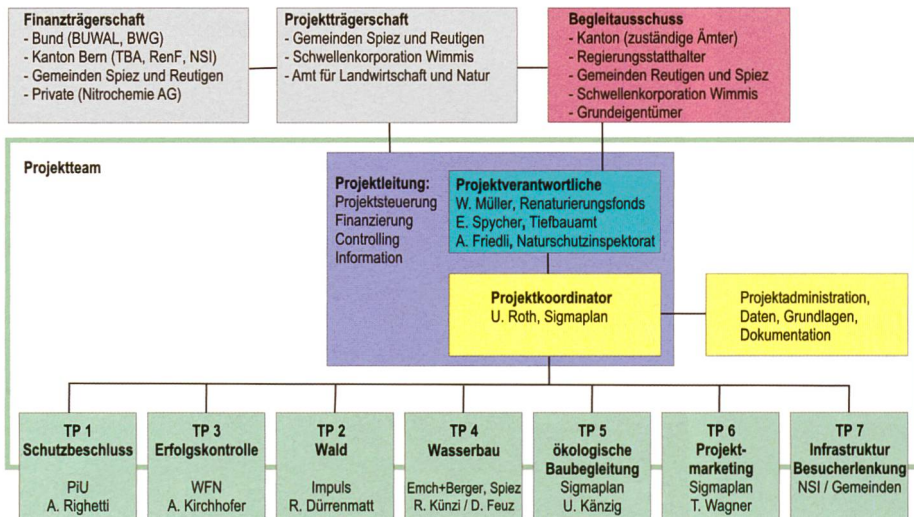 Finanzträgerschaft
- Bund (BUWAL, BWG)
- Kanton Bern (TBA, RenF, NSI)
- Gemeinden Spiez und Reutigen
- Private (Nitrochemie AG)
Projektträgerschaft
- Gemeinden Spiez und Reutigen
- Schwellenkorporation Wimmis
- Amt für Landwirtschaft und Natur
Begleitausschuss
- Kanton (zuständige Ämter)
- Regierungsstatthalter
- Gemeinden Reutigen und Spiez
- Schwellenkorporation Wimmis
- Grundeigentümer
Projektteam
Projektleitung:
Projektsteuerung
Finanzierung
Controlling
Information
Projektverantwortliche
W. Müller, Renaturierungsfonds
E. Spycher, Tiefbauamt
A. Friedli, Naturschutzinspektorat
Projektkoordinator
U. Roth, Sigmaplan
Projektadministration,
Daten, Grundlagen,
Dokumentation
TP 1
Schutzbeschluss
PiU
A. Righetti
TP 3
Erfolgskontrolle
WFN
A. Kirchhofer
TP 2
Wald
Impuls
R. Dürrenmatt
TP 4
Wasserbau
Emch+Berger, Spiez
R. Künzi / D. Feuz
TP 5
ökologische
Baubegleitung
Sigmaplan
U. Känzig
TP 6
Projekt-
marketing
Sigmaplan
T. Wagner
TP 7
Infrastruktur
Besucherlenkung
NSI / Gemeinden